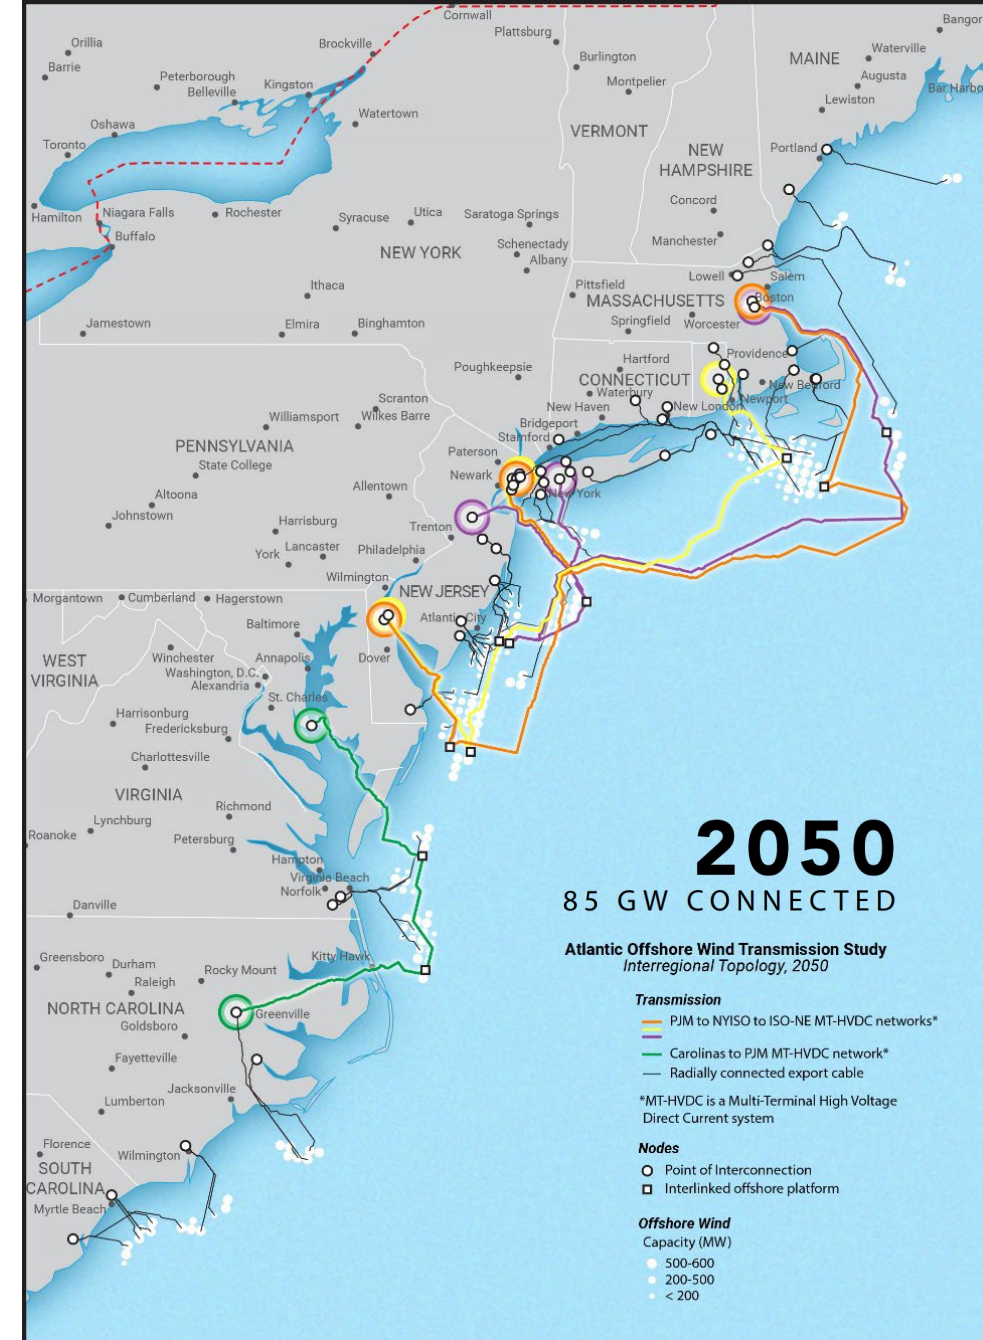 Cornwall
Bangor
Plattsburg
Orillia
Brockville
MAINE
Waterville
Burlington
Barrie
Peterborough
Kingston
Montpelier
Augusta
Belleville
Bar Harbo
Lewiston
Watertown
Oshawa
VERMONT
Toronto
NEW
HAMPSHIRE
Portland
Concord
Hamilton
Niagara Falls
Rochester
Syracuse
Utica
Saratoga Springs
Buffalo
Schenectady
Manchester
NEW YORK
Albany
Lowell
Salem
Ithaca
Pittsfield
MASSACHUSETTS
Boston
Jamestown
Elmira
Binghamton
Springfield
Worcester
Hartford
Providence
Poughkeepsie
CONNECTICUT
New Bedford
Waterbury
Newport
Scranton
New Haven
New London
Williamsport
Wilkes Barre
Bridgeport
Stamford
PENNSYLVANIA
Paterson
State College
Newark
Allentown
New York
Altoona
Johnstown
Harrisburg
Trenton
York
Lancaster
Philadelphia
Wilmington
NEW JERSEY
Morgantown
Cumberland
Hagerstown
Baltimore
Atlantic City
WEST
VIRGINIA
Winchester
Annapolis
Dover
Washington, D.C.
Alexandria
St. Charles
Harrisonburg
Fredericksburg
Charlottesville
VIRGINIA
Richmond
Lynchburg
Roanoke
Petersburg
Hampton
Virginia Beach
Norfolk
Danville
Greensboro
Durham
Kitty Hawk
Raleigh
Rocky Mount
NORTH CAROLINA
Greenville
Goldsboro
Fayetteville
Jacksonville
Lumberton
Florence
Wilmington
SOUTH
CAROLINA
Myrtle Beach
2050
85 GW CONNECTED
Atlantic Offshore Wind Transmission Study
Interregional Topology, 2050
Transmission
PJM to NYISO to ISO-NE MT-HVDC networks*
Carolinas to PJM MT-HVDC network*
Radially connected export cable
*MT-HVDC is a Multi-Terminal High Voltage
Direct Current system
Nodes
Point of Interconnection
Interlinked offshore platform
Offshore Wind
Capacity (MW)
500-600
200-500
< 200